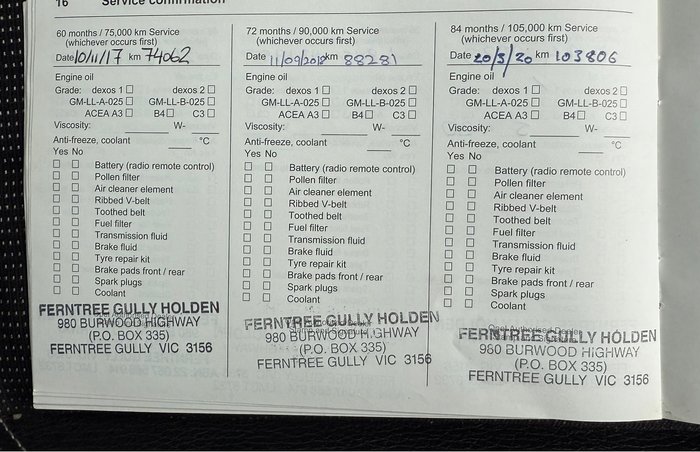 16 Service confirmation
60 months / 75,000 km Service
(whichever occurs first)
Date 10/11/17 km 74062
Engine oil
Grade: dexos 1 dexos 2
GM-LL-A-025 GM-LL-B-025
ACEA A3 B4 C3
Viscosity: W-
Anti-freeze, coolant °C
Yes No
Battery (radio remote control)
Pollen filter
Air cleaner element
Ribbed V-belt
Toothed belt
Fuel filter
Transmission fluid
Brake fluid
Tyre repair kit
Brake pads front / rear
Spark plugs
Coolant
FERNTREE GULLY HOLDEN
980 BURWOOD HIGHWAY
(P.O. BOX 335)
FERNTREE GULLY VIC 3156
72 months / 90,000 km Service
(whichever occurs first)
Date 11/09/2018 km 88281
Engine oil
Grade: dexos 1 dexos 2
GM-LL-A-025 GM-LL-B-025
ACEA A3 B4 C3
Viscosity: W-
Anti-freeze, coolant °C
Yes No
Battery (radio remote control)
Pollen filter
Air cleaner element
Ribbed V-belt
Toothed belt
Fuel filter
Transmission fluid
Brake fluid
Tyre repair kit
Brake pads front / rear
Spark plugs
Coolant
FERNTREE GULLY HOLDEN
980 BURWOOD HIGHWAY
(P.O. BOX 335)
FERNTREE GULLY VIC 3156
84 months / 105,000 km Service
(whichever occurs first)
Date 20/3/20 km 103806
Engine oil
Grade: dexos 1 dexos 2
GM-LL-A-025 GM-LL-B-025
ACEA A3 B4 C3
Viscosity: W-
Anti-freeze, coolant °C
Yes No
Battery (radio remote control)
Pollen filter
Air cleaner element
Ribbed V-belt
Toothed belt
Fuel filter
Transmission fluid
Brake fluid
Tyre repair kit
Brake pads front / rear
Spark plugs
Coolant
FERNTREE GULLY HOLDEN
980 BURWOOD HIGHWAY
(P.O. BOX 335)
FERNTREE GULLY VIC 3156